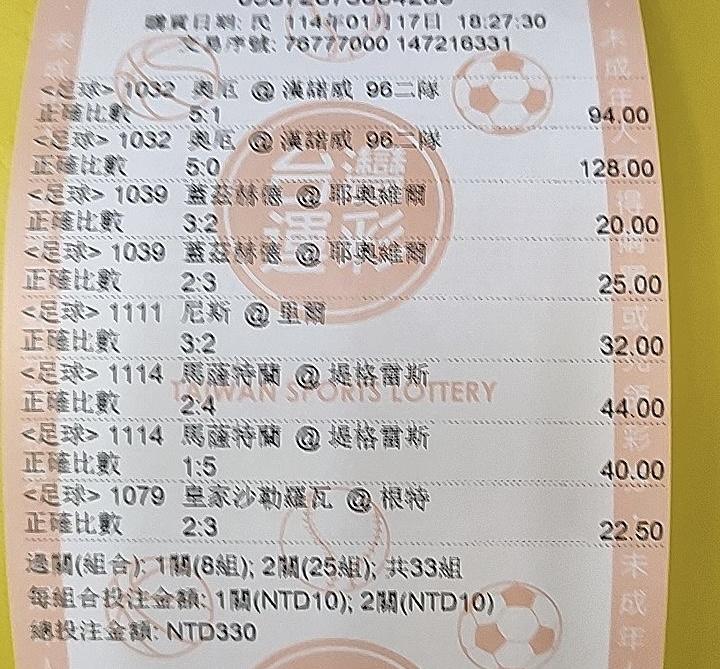 購買日期: 民 114年01月17日 18:27:30
交易序號: 76777000 147216331
<足球> 1032 奧厄 @ 漢諾威 96二隊
正確比數 5:1 94.00
<足球> 1032 奧厄 @ 漢諾威 96二隊
正確比數 5:0 128.00
<足球> 1039 蓋茲赫德 @ 耶奧維爾
正確比數 3:2 20.00
<足球> 1039 蓋茲赫德 @ 耶奧維爾
正確比數 2:3 25.00
<足球> 1111 尼斯 @ 里爾
正確比數 3:2 32.00
<足球> 1114 馬薩特蘭 @ 堤格雷斯
TAIWAN SPORTS LOTTERY
正確比數 2:4 44.00
<足球> 1114 馬薩特蘭 @ 堤格雷斯
正確比數 1:5 40.00
<足球> 1079 皇家沙勒羅瓦 @ 根特
正確比數 2:3 22.50
過關(組合): 1關(8組); 2關(25組); 共33組
每組合投注金額: 1關(NTD10); 2關(NTD10)
總投注金額: NTD330
台灣
運彩